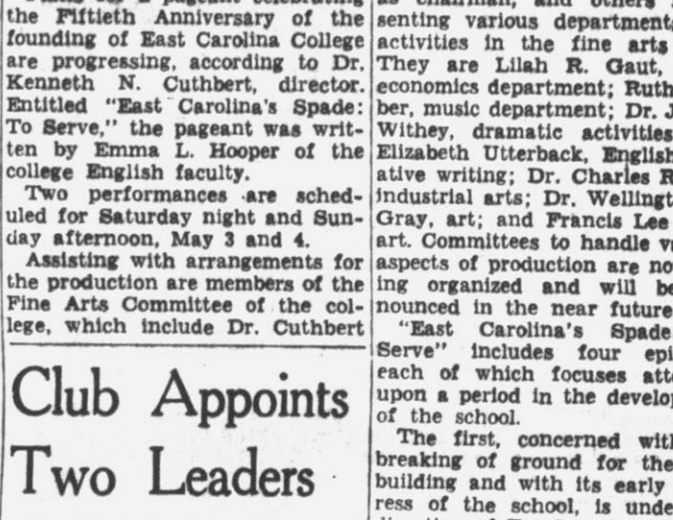 the Fiftieth Anniversary of the
founding of East Carolina College
are progressing, according to Dr.
Kenneth N. Cuthbert, director.
Entitled "East Carolina's Spade:
To Serve," the pageant was writ-
ten by Emma L. Hooper of the
college English faculty.
Two performances are sched-
uled for Saturday night and Sun-
day afternoon, May 3 and 4.
Assisting with arrangements for
the production are members of the
Fine Arts Committee of the col-
lege, which include Dr. Cuthbert
Club Appoints
Two Leaders
as chairman, and others
senting various department
activities in the fine arts
They are Lilah R. Gaut,
economics department; Ruth
ber, music department; Dr. J
Withey, dramatic activities
Elizabeth Utterback, English
ative writing; Dr. Charles R
industrial arts; Dr. Wellingt
Gray, art; and Francis Lee
art. Committees to handle v
aspects of production are no
ing organized and will be
nounced in the near future
"East Carolina's Spade
Serve" includes four epi
each of which focuses att
upon a period in the develo
of the school.
The first, concerned wit
breaking of ground for the
building and with its early
ress of the school, is unde